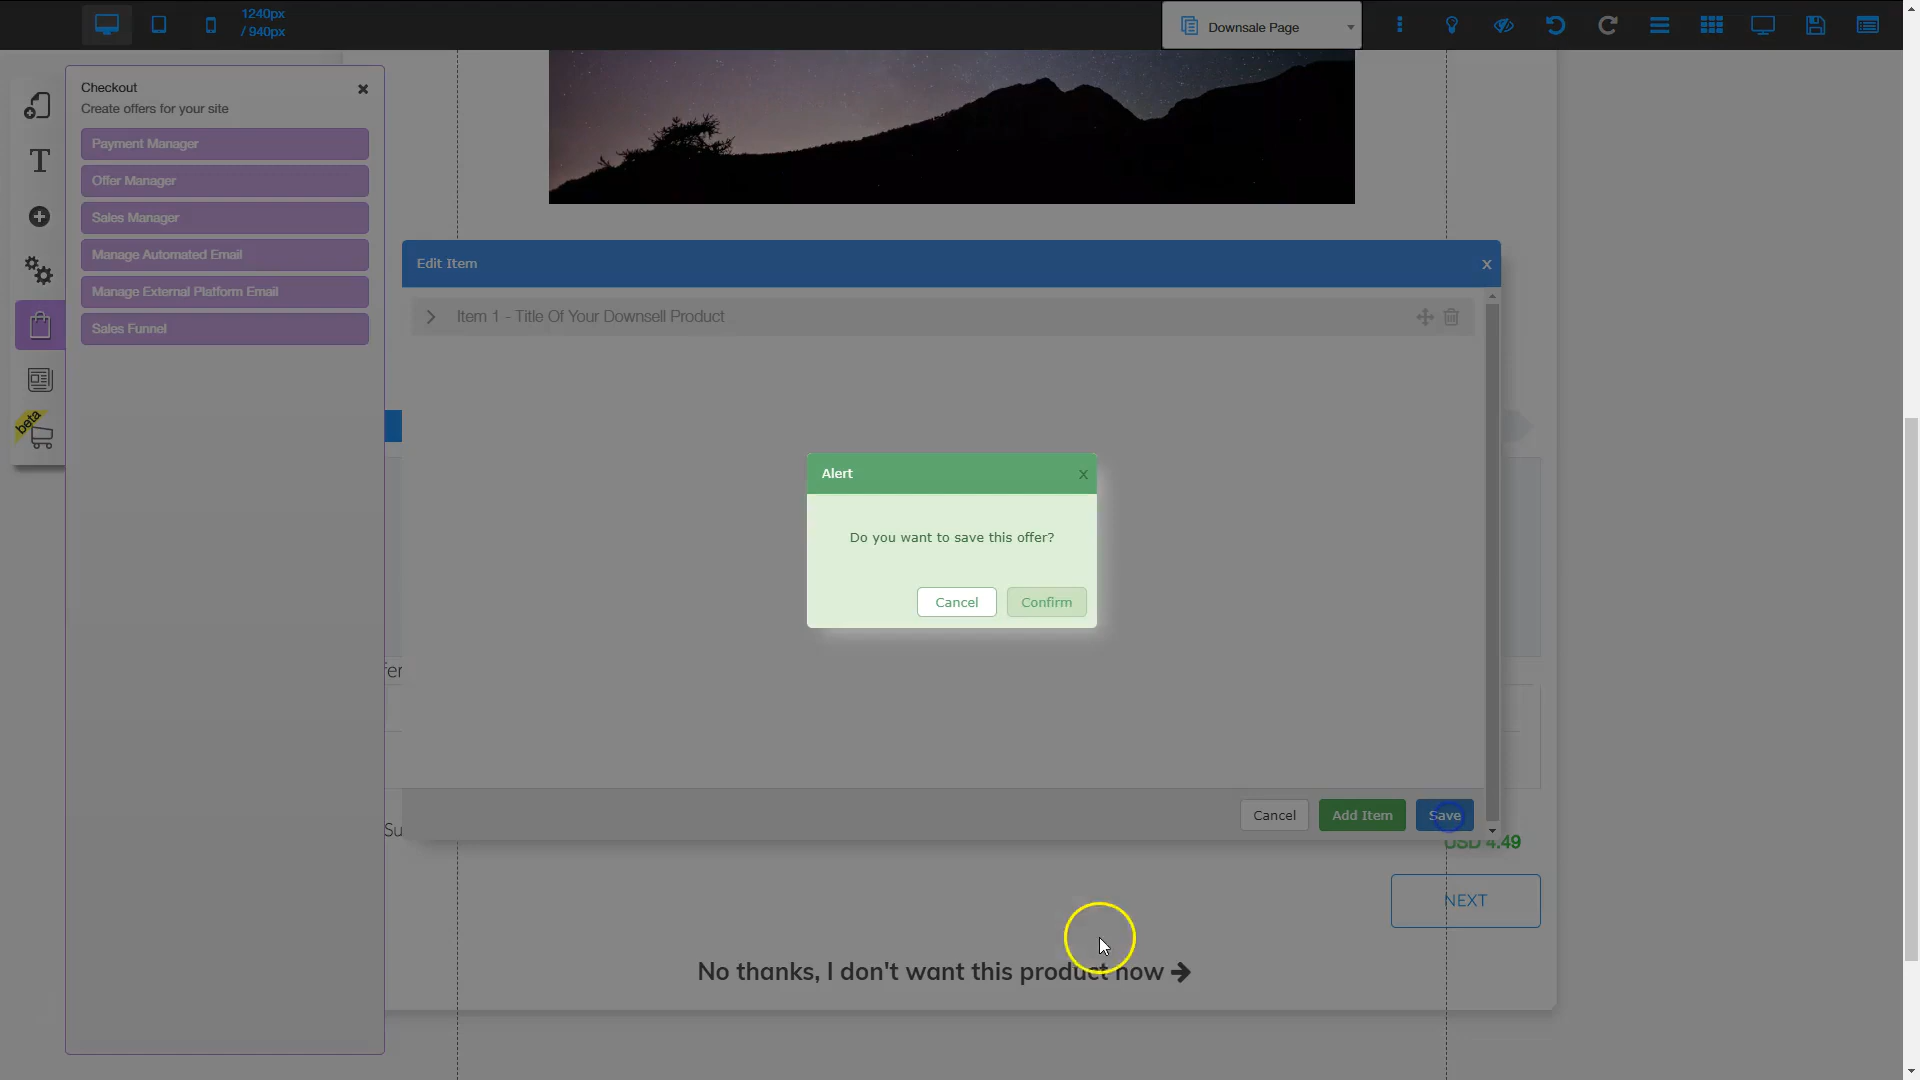 1240px
/ 940px
Downsale Page
Checkout
Create offers for your site
Payment Manager
Offer Manager
Sales Manager
Manage Automated Email
Manage External Platform Email
Sales Funnel
beta
Edit Item
x
Item 1 - Title Of Your Downsell Product
Alert
x
Do you want to save this offer?
Cancel
Confirm
fer
Cancel
Add Item
Save
Su
USD 4.49
NEXT
No thanks, I don't want this product now